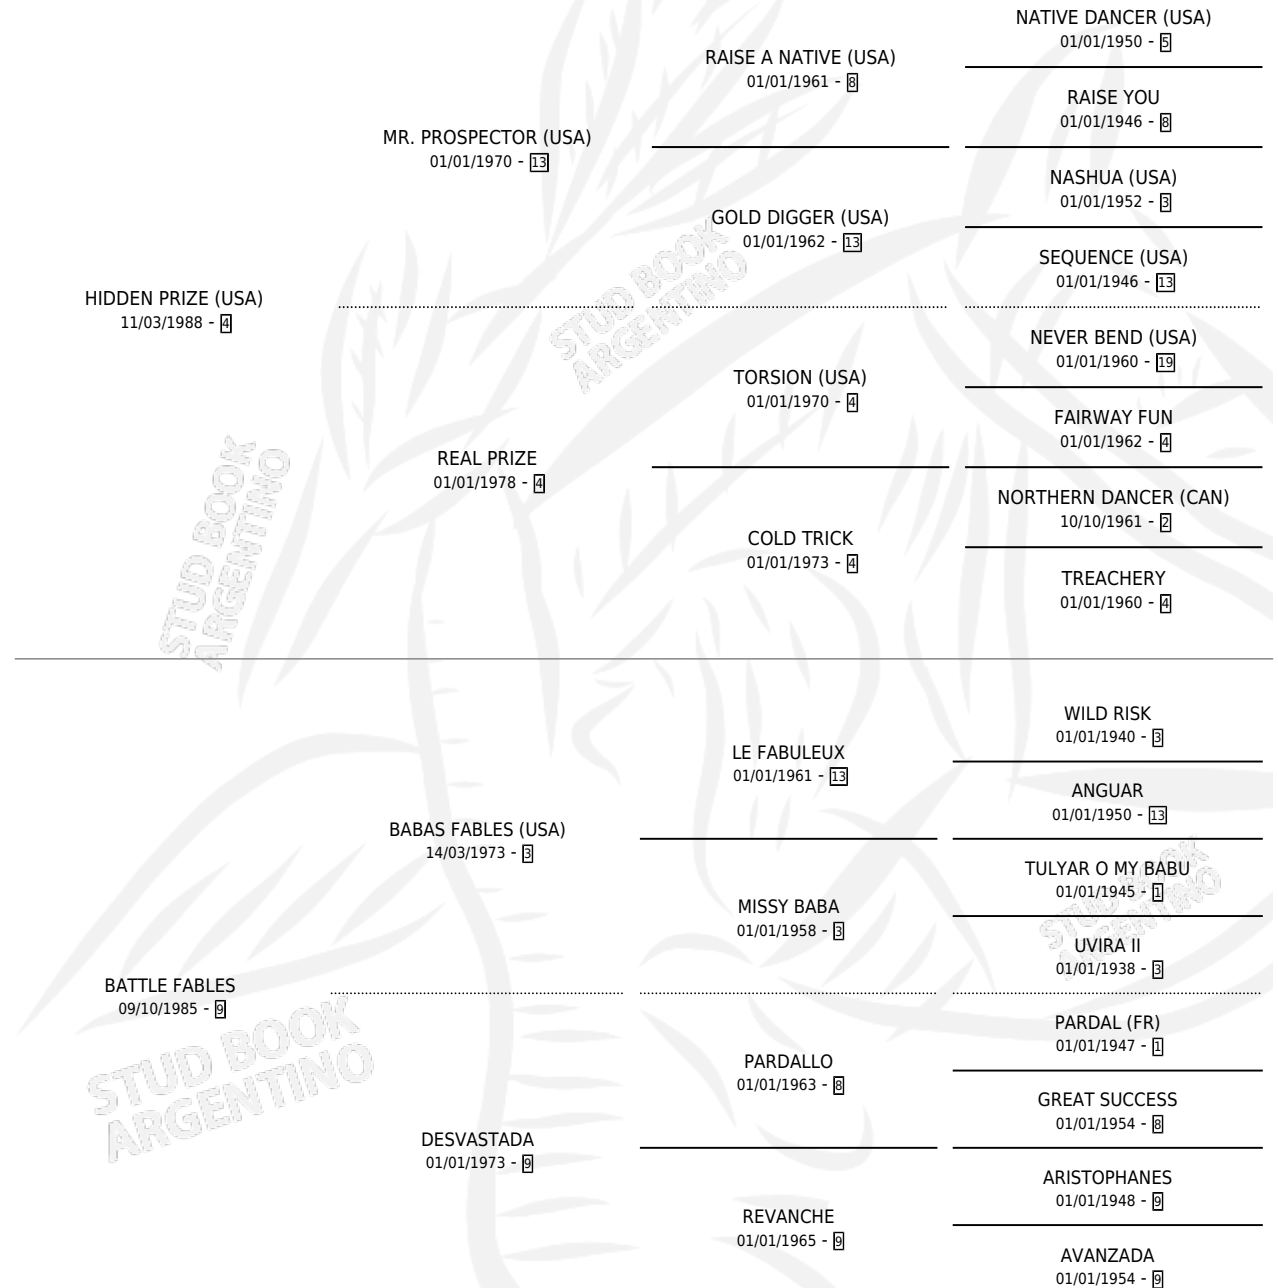 NATIVE DANCER (USA)
01/01/1950 - 5
RAISE A NATIVE (USA)
01/01/1961 - 8
RAISE YOU
01/01/1946 - 8
MR. PROSPECTOR (USA)
01/01/1970 - 13
NASHUA (USA)
01/01/1952 - 3
GOLD DIGGER (USA)
01/01/1962 - 13
SEQUENCE (USA)
01/01/1946 - 13
HIDDEN PRIZE (USA)
11/03/1988 - 4
NEVER BEND (USA)
01/01/1960 - 19
TORSION (USA)
01/01/1970 - 4
FAIRWAY FUN
01/01/1962 - 4
REAL PRIZE
01/01/1978 - 4
NORTHERN DANCER (CAN)
10/10/1961 - 2
COLD TRICK
01/01/1973 - 4
TREACHERY
01/01/1960 - 4
WILD RISK
01/01/1940 - 3
LE FABULEUX
01/01/1961 - 13
ANGUAR
01/01/1950 - 13
BABAS FABLES (USA)
14/03/1973 - 3
TULYAR O MY BABU
01/01/1945 - 1
MISSY BABA
01/01/1958 - 3
UVIRA II
01/01/1938 - 3
BATTLE FABLES
09/10/1985 - 9
PARDAL (FR)
01/01/1947 - 1
PARDALLO
01/01/1963 - 8
GREAT SUCCESS
01/01/1954 - 8
DESVASTADA
01/01/1973 - 9
ARISTOPHANES
01/01/1948 - 9
REVANCHE
01/01/1965 - 9
AVANZADA
01/01/1954 - 9
STUD BOOK
ARGENTINO
STUD BOOK
ARGENTINO
STUD BOOK
ARGENTINO
STUD BOOK
ARGENTINO